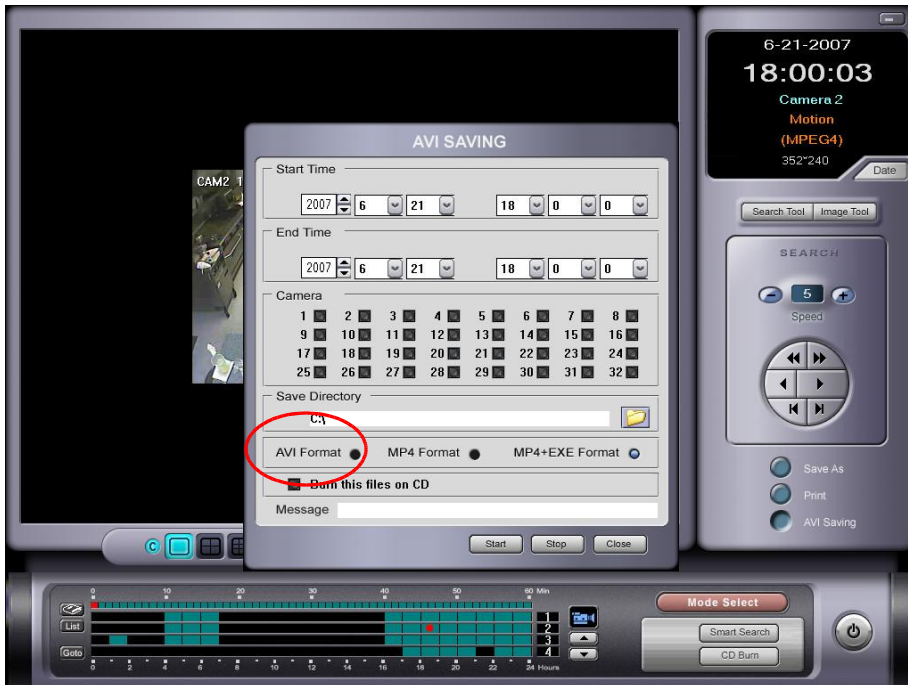 6-21-2007
18:00:03
Camera 2
Motion
(MPEG4)
352*240
Date
Search Tool Image Tool
SEARCH
5
Speed
Save As
Print
AVI Saving
CAM2 1
AVI SAVING
Start Time
2007 6 21 18 0 0
End Time
2007 6 21 18 0 0
Camera
1 2 3 4 5 6 7 8
9 10 11 12 13 14 15 16
17 18 19 20 21 22 23 24
25 26 27 28 29 30 31 32
Save Directory
C:\
AVI Format MP4 Format MP4+EXE Format
Burn this files on CD
Message
Start Stop Close
C
0 10 20 30 40 50 60 Min
List
Goto
1
2
3
4
0 2 4 6 8 10 12 14 16 18 20 22 24 Hours
Mode Select
Smart Search
CD Burn